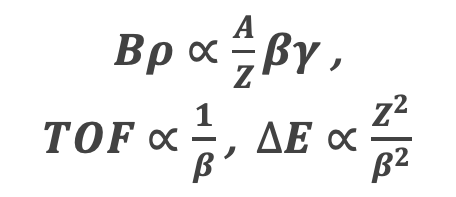 Bρ ∝ A/Z βγ ,
TOF ∝ 1/β , ΔE ∝ Z²/β²